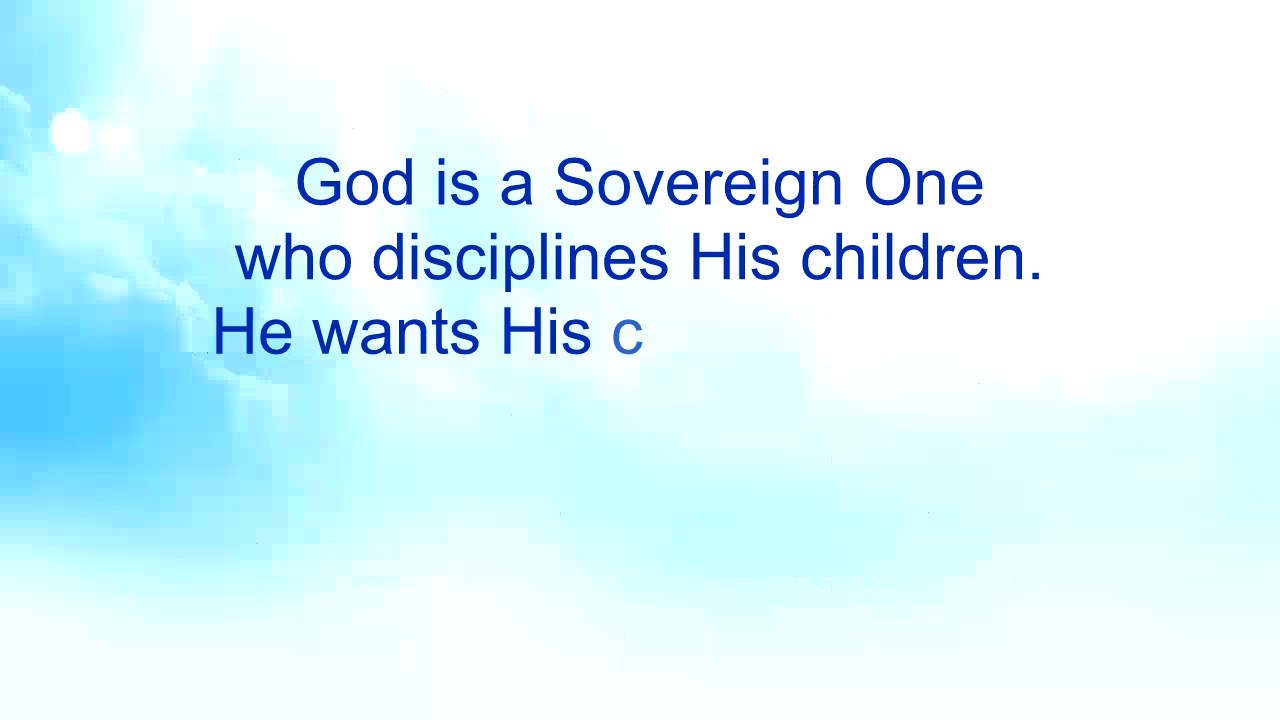 God is a Sovereign One
who disciplines His children.
He wants His c